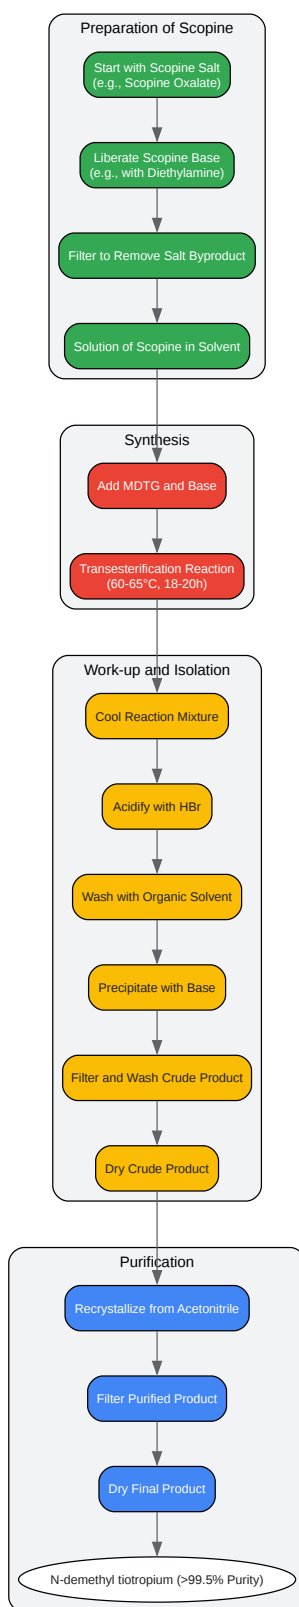 Preparation of Scopine
Start with Scopine Salt
(e.g., Scopine Oxalate)
Liberate Scopine Base
(e.g., with Diethylamine)
Filter to Remove Salt Byproduct
Solution of Scopine in Solvent
Synthesis
Add MDTG and Base
Transesterification Reaction
(60-65°C, 18-20h)
Work-up and Isolation
Cool Reaction Mixture
Acidify with HBr
Wash with Organic Solvent
Precipitate with Base
Filter and Wash Crude Product
Dry Crude Product
Purification
Recrystallize from Acetonitrile
Filter Purified Product
Dry Final Product
N-demethyl tiotropium (>99.5% Purity)